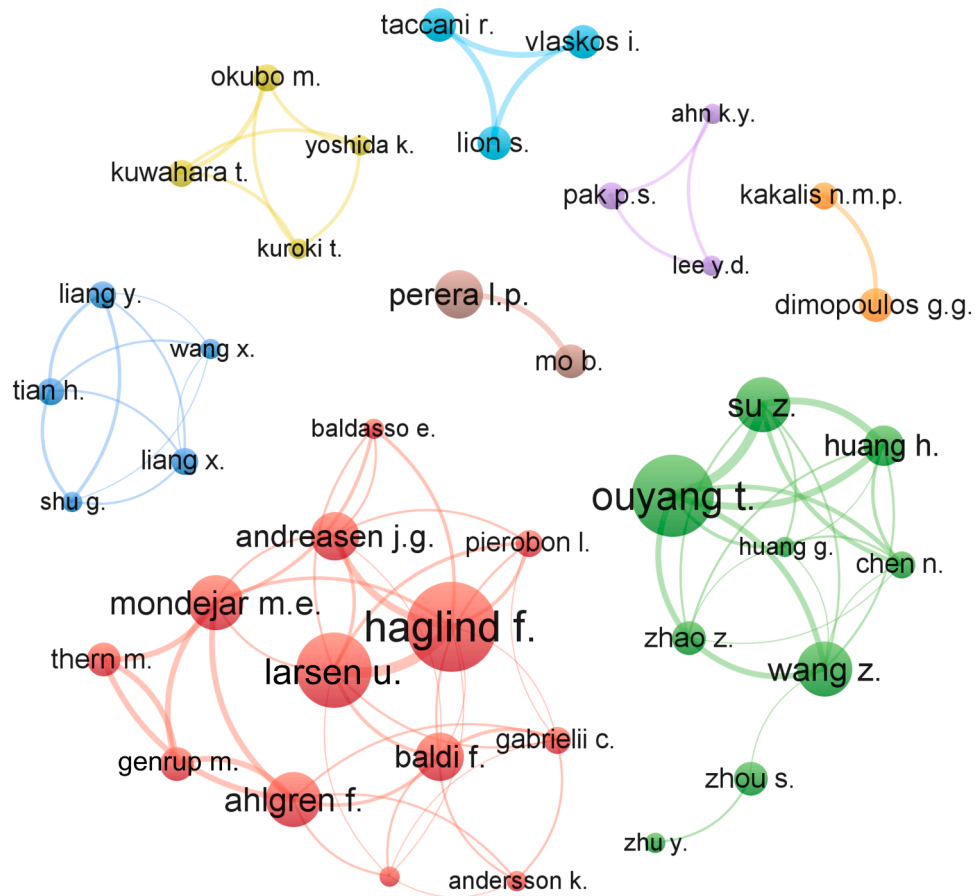 taccani r.
vlaskos i.
okubo m.
ahn k.y.
yoshida k.
lion s.
kuwahara t.
pak p.s.
kakalis n.m.p.
kuroki t.
lee y.d.
liang y.
perera l.p.
dimopoulos g.g.
wang x.
mo b.
tian h.
su z.
baldasso e.
huang h.
liang x.
shu g.
ouyang t.
andreasen j.g.
pierobon l.
huang g.
chen n.
mondejar m.e.
haglind f.
zhao z.
thern m.
larsen u.
wang z.
gabrielii c.
baldi f.
genrup m.
zhou s.
ahlgren f.
zhu y.
andersson k.